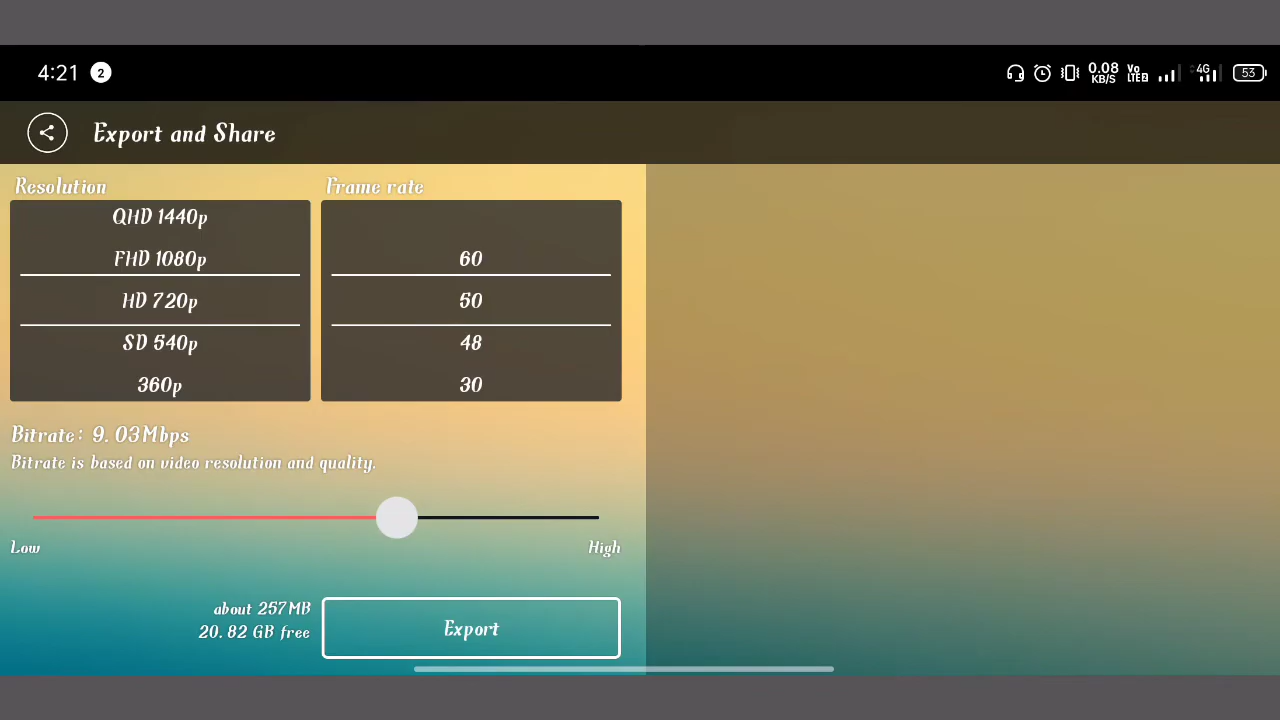 4:21 2 0.08 KB/S Vo LTE2 4G 53
Export and Share
Resolution Frame rate
QHD 1440p
FHD 1080p 60
HD 720p 50
SD 540p 48
360p 30
Bitrate: 9.03Mbps
Bitrate is based on video resolution and quality.
Low High
about 257MB
20.82 GB free
Export